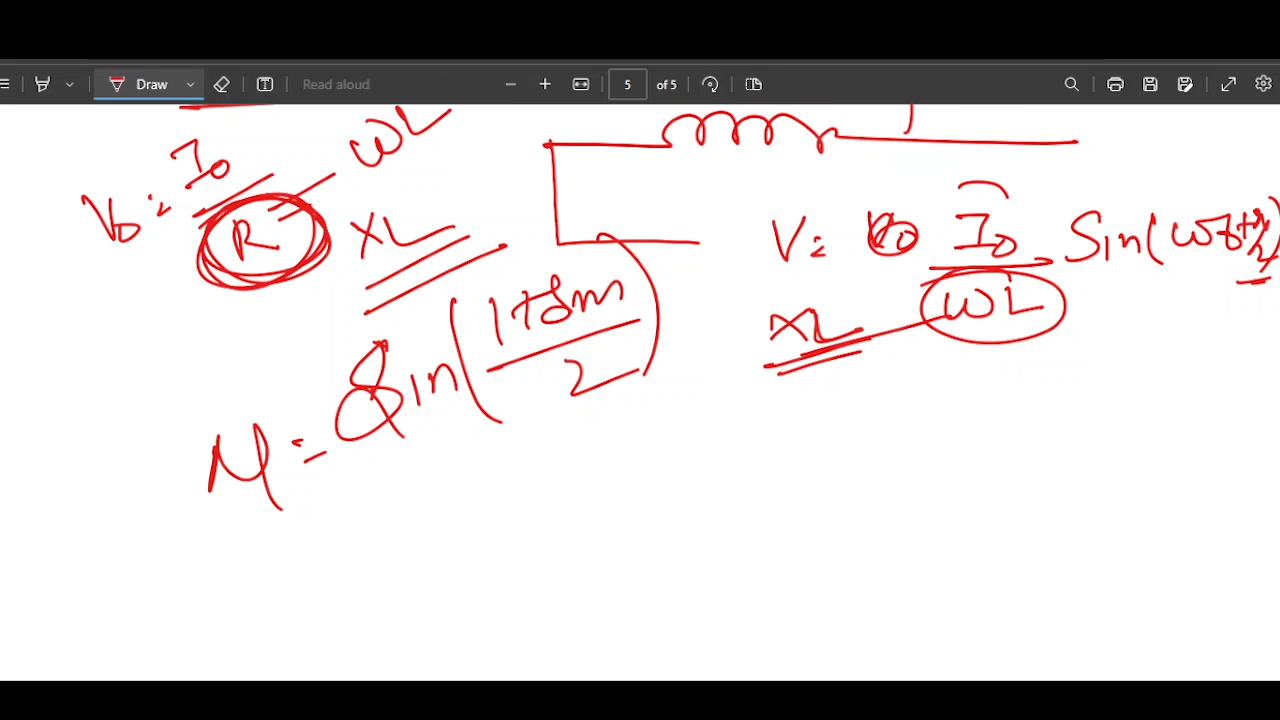 Draw
Read aloud
5 of 5
V₀ = I₀ / R
ωL
XL
V = I₀ / ωL Sin(ωt+π/2)
XL
μ = Sin(1+δm / 2)